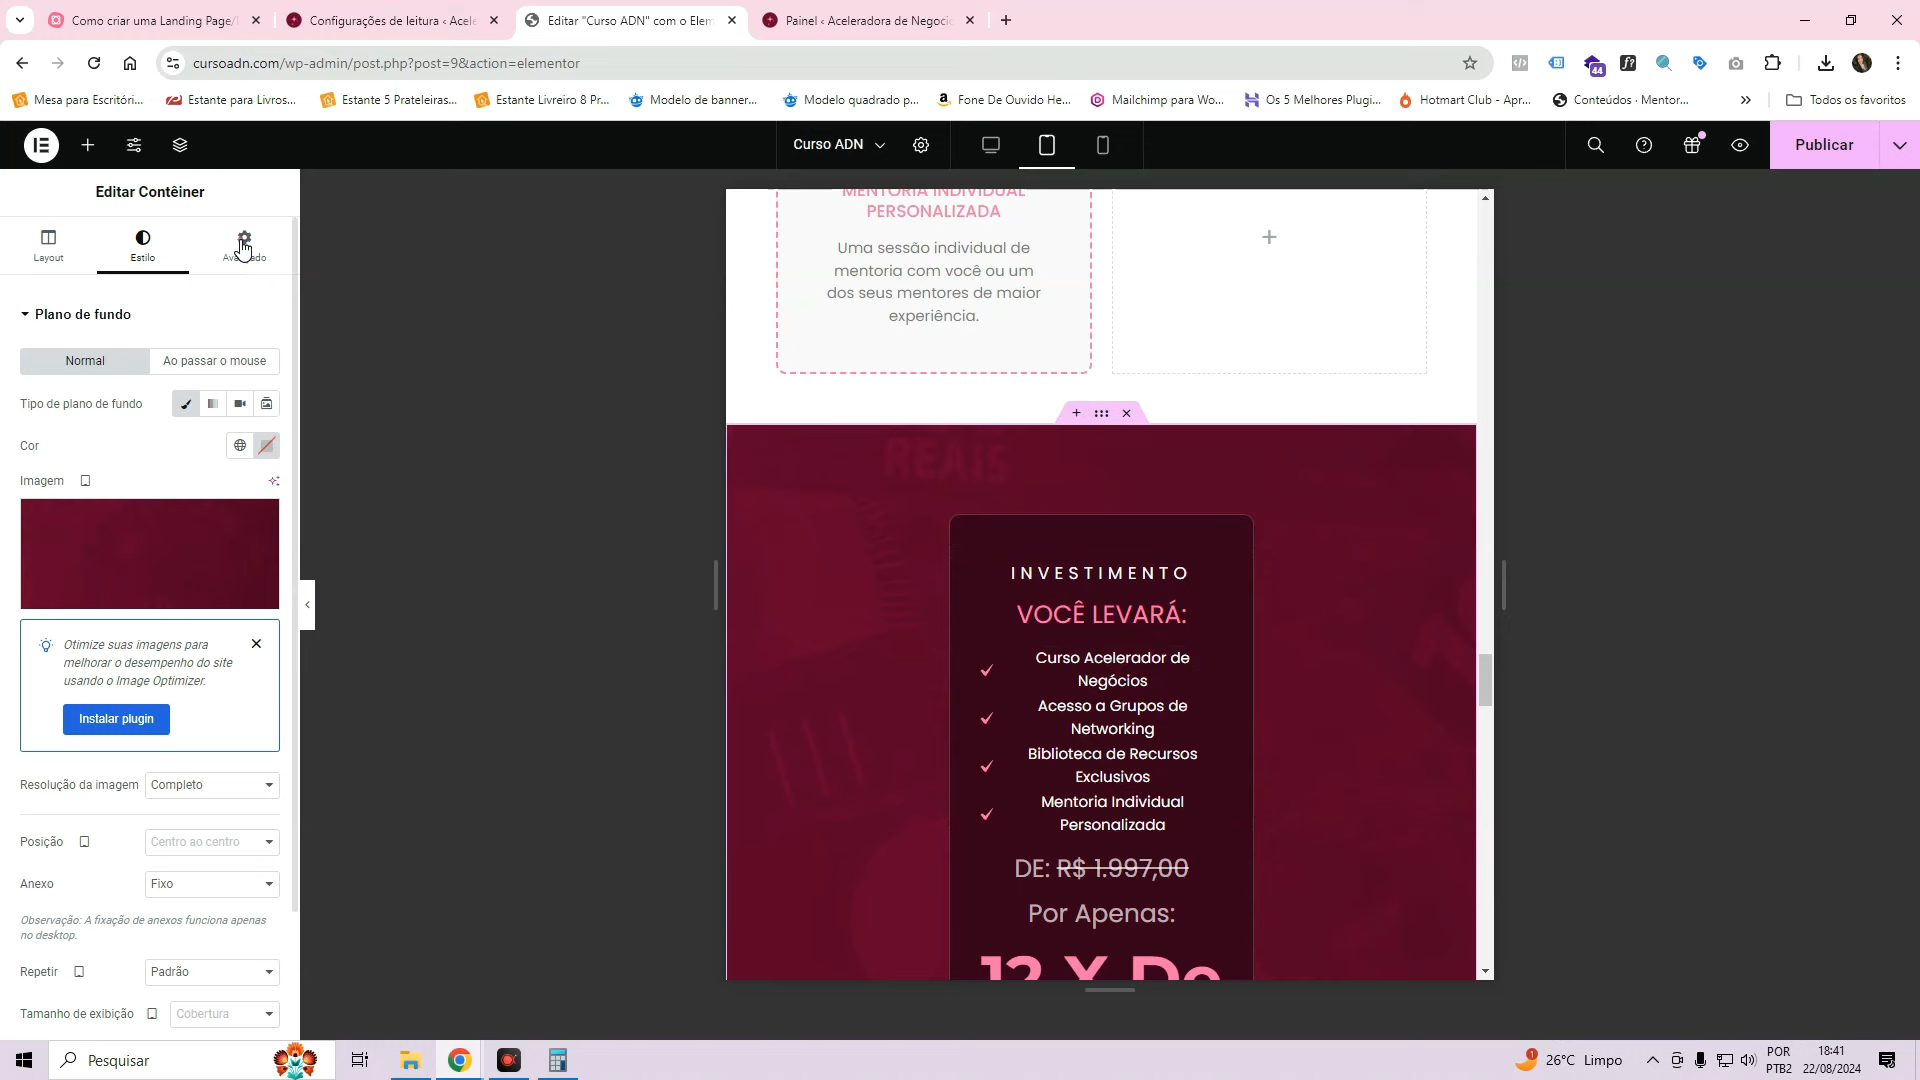 Como criar uma Landing Page/
Configurações de leitura ‹ Acele
Editar "Curso ADN" com o Elem
Painel ‹ Aceleradora de Negocio
cursoadn.com/wp-admin/post.php?post=9&action=elementor
44
f?
Mesa para Escritóri...
Estante para Livros...
Estante 5 Prateleiras...
Estante Livreiro 8 Pr...
Modelo de banner...
Modelo quadrado p...
Fone De Ouvido He...
Mailchimp para Wo...
Os 5 Melhores Plugi...
Hotmart Club - Apr...
Conteúdos · Mentor...
Todos os favoritos
Curso ADN
Publicar
Editar Contêiner
Layout
Estilo
Plano de fundo
Normal
Ao passar o mouse
Tipo de plano de fundo
Cor
Imagem
Otimize suas imagens para
melhorar o desempenho do site
usando o Image Optimizer.
Instalar plugin
Resolução da imagem
Completo
Posição
Centro ao centro
Anexo
Fixo
Observação: A fixação de anexos funciona apenas
no desktop.
Repetir
Padrão
Tamanho de exibição
Cobertura
MENTORIA INDIVIDUAL
PERSONALIZADA
Uma sessão individual de
mentoria com você ou um
dos seus mentores de maior
experiência.
REAIS
INVESTIMENTO
VOCÊ LEVARÁ:
Curso Acelerador de
Negócios
Acesso a Grupos de
Networking
Biblioteca de Recursos
Exclusivos
Mentoria Individual
Personalizada
DE: R$ 1.997,00
Por Apenas:
12 X De
Pesquisar
1
26°C Limpo
POR
PTB2
18:41
22/08/2024